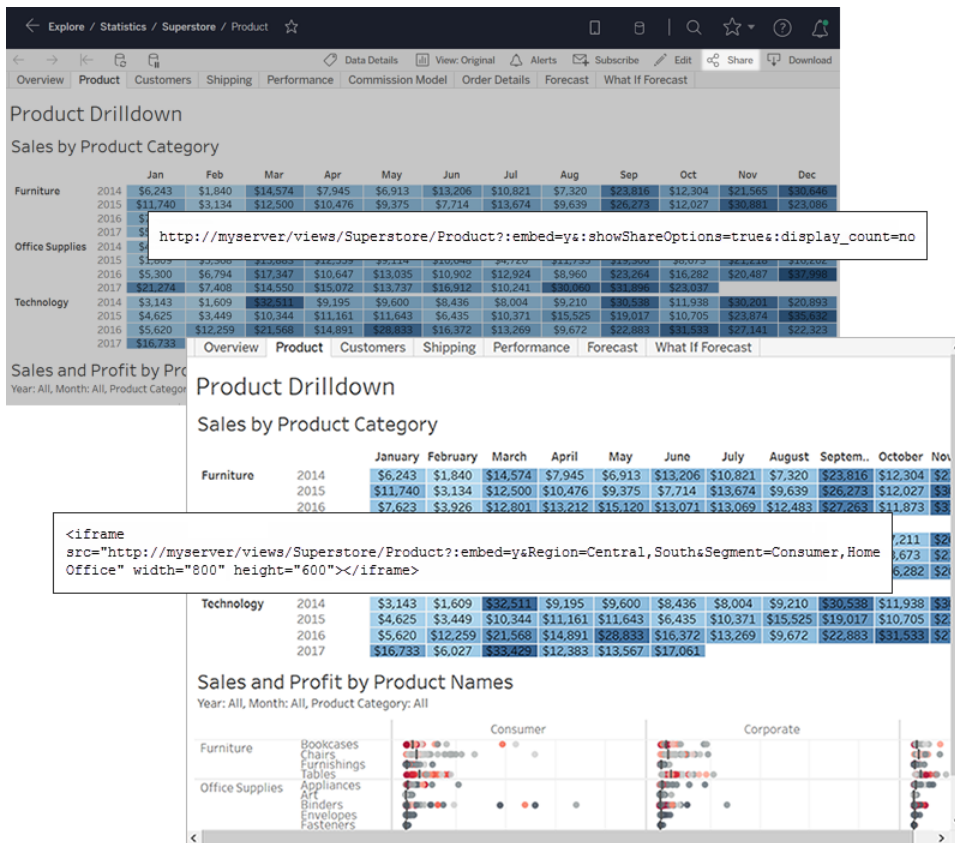 Explore / Statistics / Superstore / Product
Data Details View: Original Alerts Subscribe Edit Share Download
Overview Product Customers Shipping Performance Commission Model Order Details Forecast What If Forecast
Product Drilldown
Sales by Product Category
Jan Feb Mar Apr May Jun Jul Aug Sep Oct Nov Dec
Furniture 2014 $6,243 $1,840 $14,574 $7,945 $6,913 $13,206 $10,821 $7,320 $23,816 $12,304 $21,565 $30,646
2015 $11,740 $3,134 $12,500 $10,476 $9,375 $7,714 $13,674 $9,639 $26,273 $12,027 $30,881 $23,086
2016
2017
http://myserver/views/Superstore/Product?:embed=y&:showShareOptions=true&:display_count=no
Office Supplies 2014
2015
2016 $5,300 $6,794 $17,347 $10,647 $13,035 $10,902 $12,924 $8,960 $23,264 $16,282 $20,487 $37,998
2017 $21,274 $7,408 $14,550 $15,072 $13,737 $16,912 $10,241 $30,060 $31,896 $23,037
Technology 2014 $3,143 $1,609 $32,511 $9,195 $9,600 $8,436 $8,004 $9,210 $30,538 $11,938 $30,201 $20,893
2015 $4,625 $3,449 $10,344 $11,161 $11,643 $6,435 $10,371 $15,525 $19,017 $10,705 $23,874 $35,632
2016 $5,620 $12,259 $21,568 $14,891 $28,833 $16,372 $13,269 $9,672 $22,883 $31,533 $27,141 $22,323
2017 $16,733
Sales and Profit by
Year: All, Month: All, Product
Overview Product Customers Shipping Performance Forecast What If Forecast
Product Drilldown
Sales by Product Category
January February March April May June July August Septem.. October
Furniture 2014 $6,243 $1,840 $14,574 $7,945 $6,913 $13,206 $10,821 $7,320 $23,816 $12,304
2015 $11,740 $3,134 $12,500 $10,476 $9,375 $7,714 $13,674 $9,639 $26,273 $12,027
2016 $7,623 $3,926 $12,801 $13,212 $15,120 $13,071 $13,069 $12,483 $27,263 $11,873
<iframe
src="http://myserver/views/Superstore/Product?:embed=y&Region=Central,South&Segment=Consumer,Home
Office" width="800" height="600"></iframe>
Technology 2014 $3,143 $1,609 $32,511 $9,195 $9,600 $8,436 $8,004 $9,210 $30,538 $11,938
2015 $4,625 $3,449 $10,344 $11,161 $11,643 $6,435 $10,371 $15,525 $19,017 $10,705
2016 $5,620 $12,259 $21,568 $14,891 $28,833 $16,372 $13,269 $9,672 $22,883 $31,533
2017 $16,733 $6,027 $33,429 $12,383 $13,567 $17,061
Sales and Profit by Product Names
Year: All, Month: All, Product Category: All
Consumer Corporate
Furniture Bookcases
Chairs
Furnishings
Tables
Office Supplies Appliances
Art
Binders
Envelopes
Fasteners